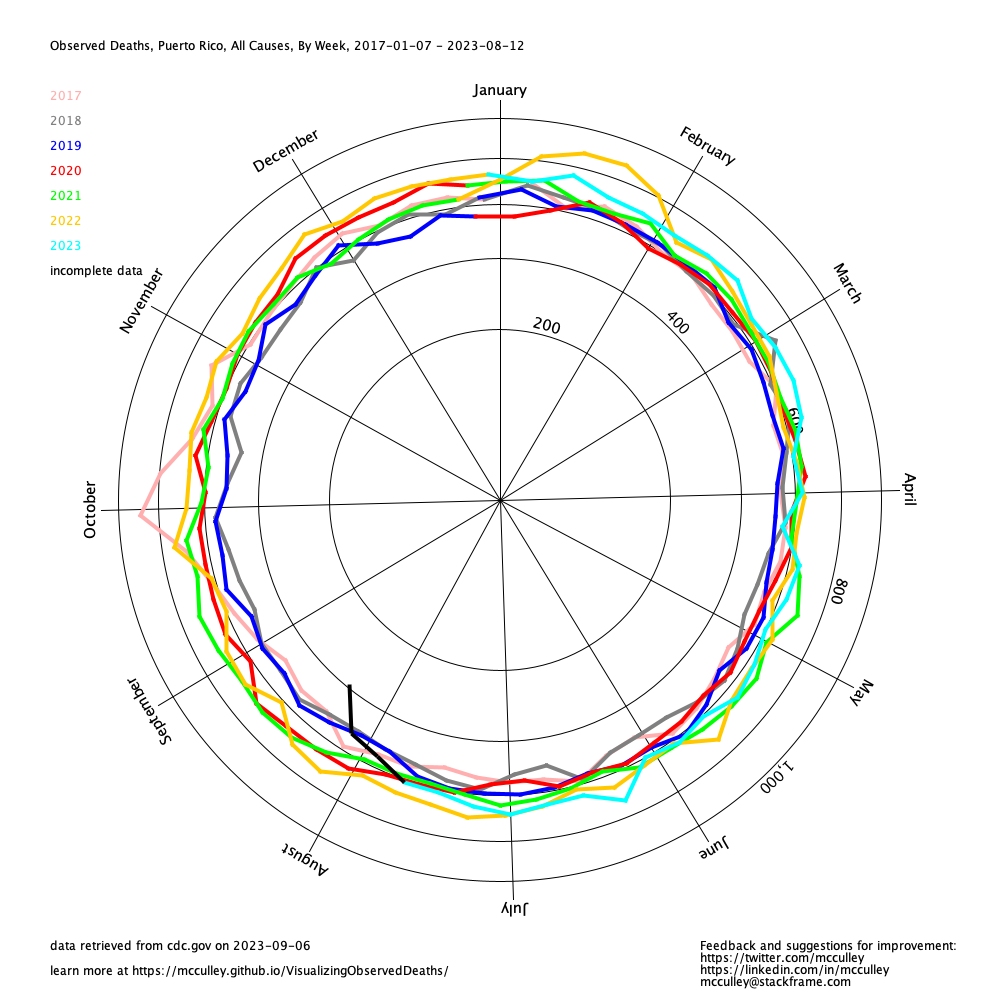 Observed Deaths, Puerto Rico, All Causes, By Week, 2017-01-07 - 2023-08-12
January
2017
2018
2019
2020
2021
2022
2023
incomplete data
December
February
November
March
200
400
600
October
April
800
September
May
1,000
August
June
July
data retrieved from cdc.gov on 2023-09-06
learn more at https://mcculley.github.io/VisualizingObservedDeaths/
Feedback and suggestions for improvement:
https://twitter.com/mcculley
https://linkedin.com/in/mcculley
mcculley@stackframe.com